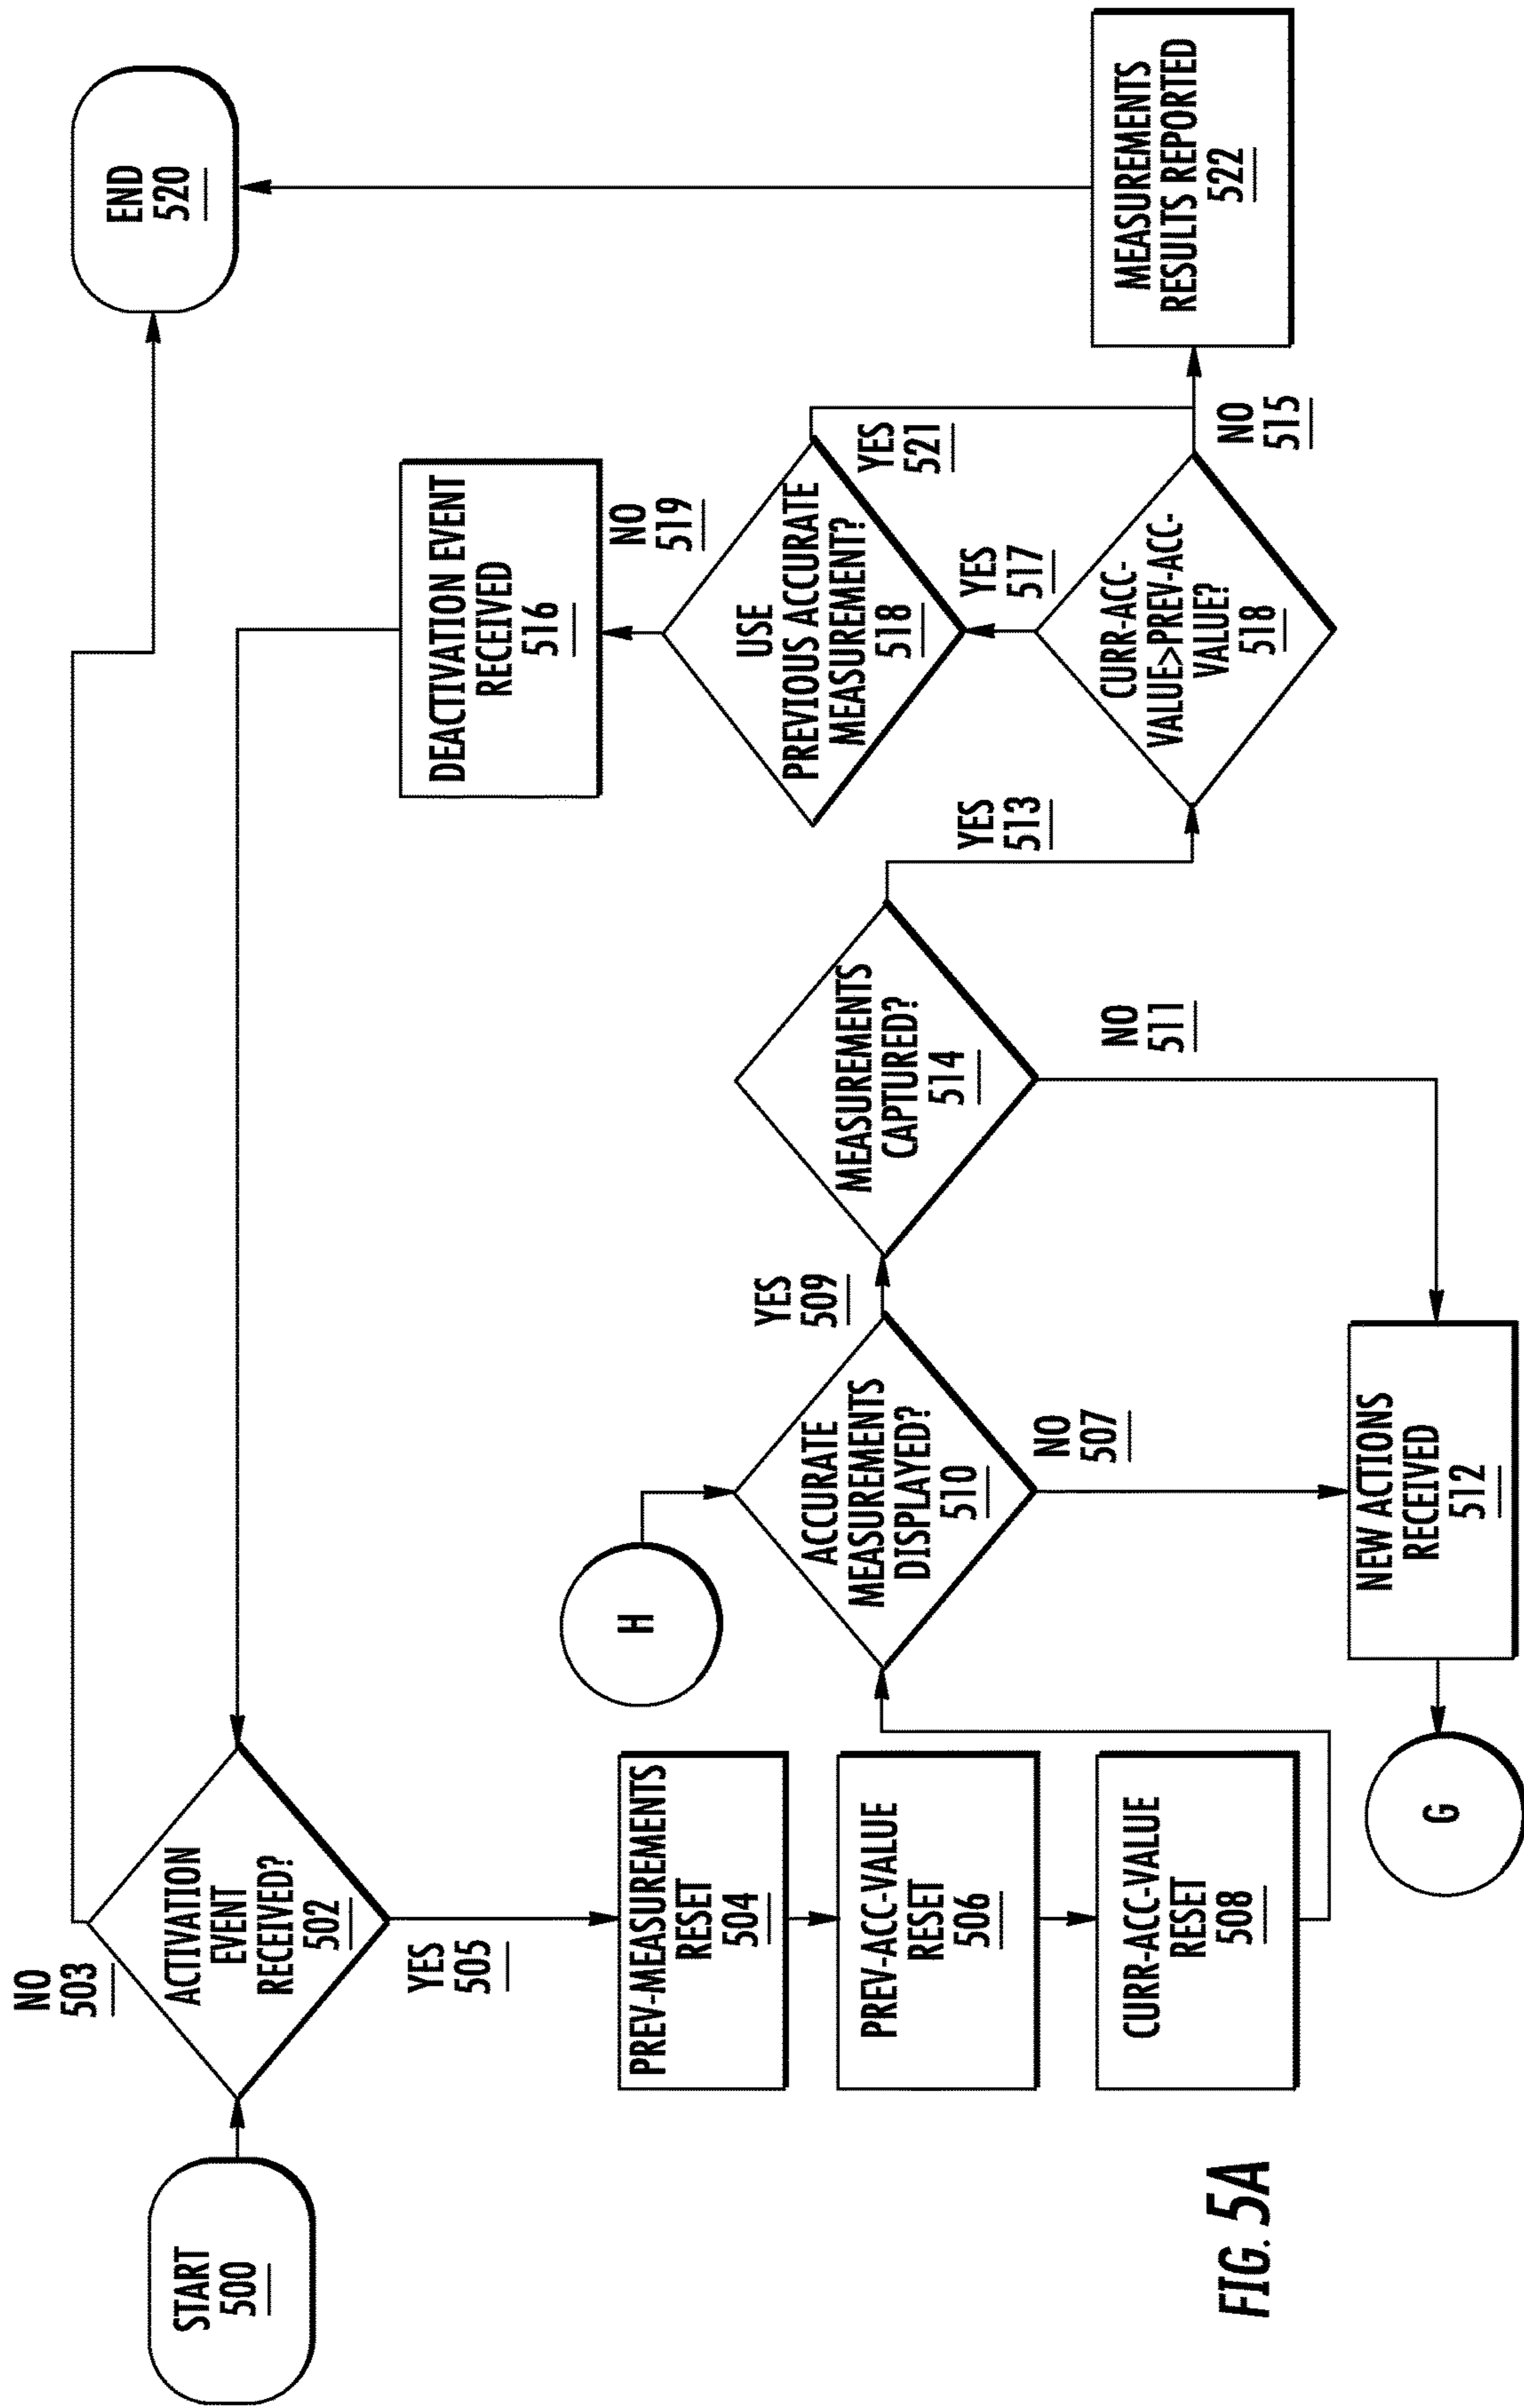 START
500
NO
503
ACTIVATION
EVENT
RECEIVED?
502
YES
505
PREV-MEASUREMENTS
RESET
504
PREV-ACC-VALUE
RESET
506
CURR-ACC-VALUE
RESET
508
H
ACCURATE
MEASUREMENTS
DISPLAYED?
510
YES
509
NO
507
NEW ACTIONS
RECEIVED
512
G
MEASUREMENTS
CAPTURED?
514
NO
511
YES
513
CURR-ACC-
VALUE>PREV-ACC-
VALUE?
518
YES
517
NO
515
USE
PREVIOUS ACCURATE
MEASUREMENT?
518
NO
519
YES
521
DEACTIVATION EVENT
RECEIVED
516
MEASUREMENTS
RESULTS REPORTED
522
END
520
FIG. 5A